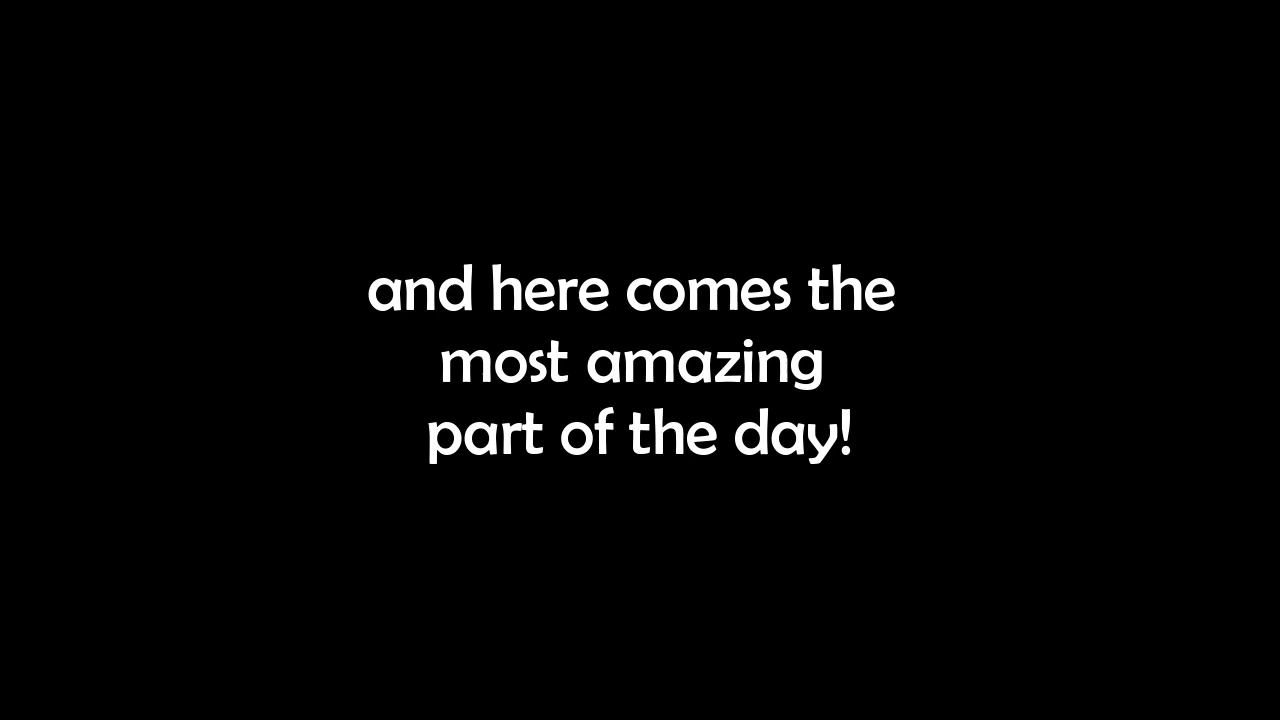 and here comes the
most amazing
part of the day!